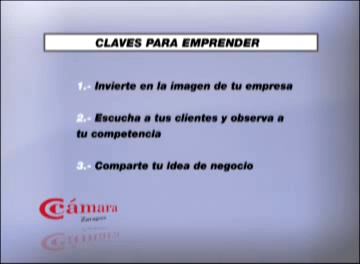 CLAVES PARA EMPRENDER
1.- Invierte en la imagen de tu empresa
2.- Escucha a tus clientes y observa a
tu competencia
3.- Comparte tu idea de negocio
Cámara
Zaragoza